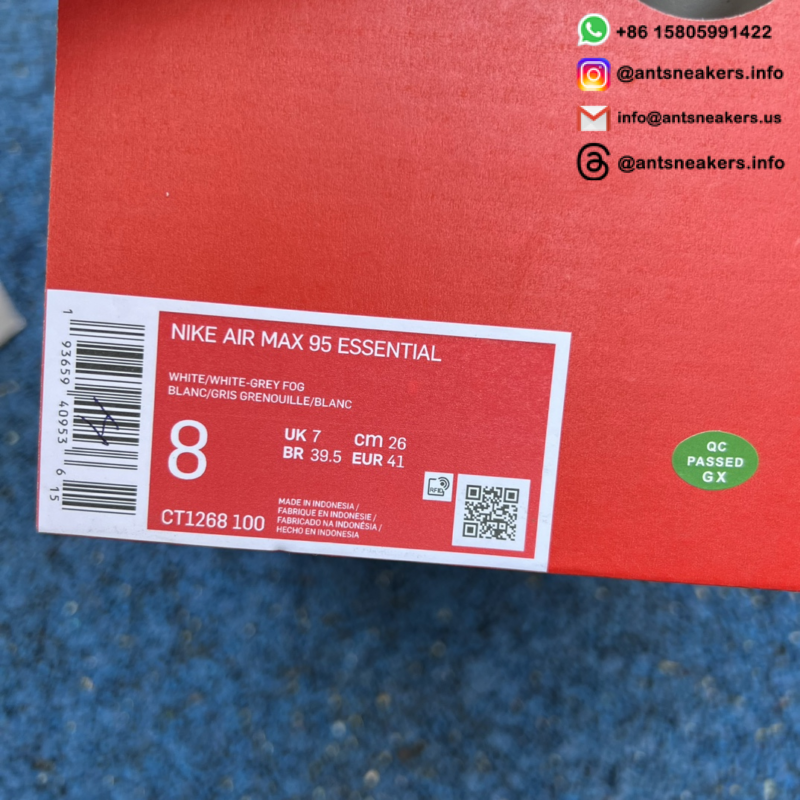 +86 15805991422
@antsneakers.info
info@antsneakers.us
@antsneakers.info
NIKE AIR MAX 95 ESSENTIAL
WHITE/WHITE-GREY FOG
BLANC/GRIS GRENOUILLE/BLANC
8
UK 7 cm 26
BR 39.5 EUR 41
CT1268 100
MADE IN INDONESIA /
FABRIQUE EN INDONESIE /
FABRICADO NA INDONÉSIA /
HECHO EN INDONESIA
RFID
1 93659 40953 6 15
QC
PASSED
GX